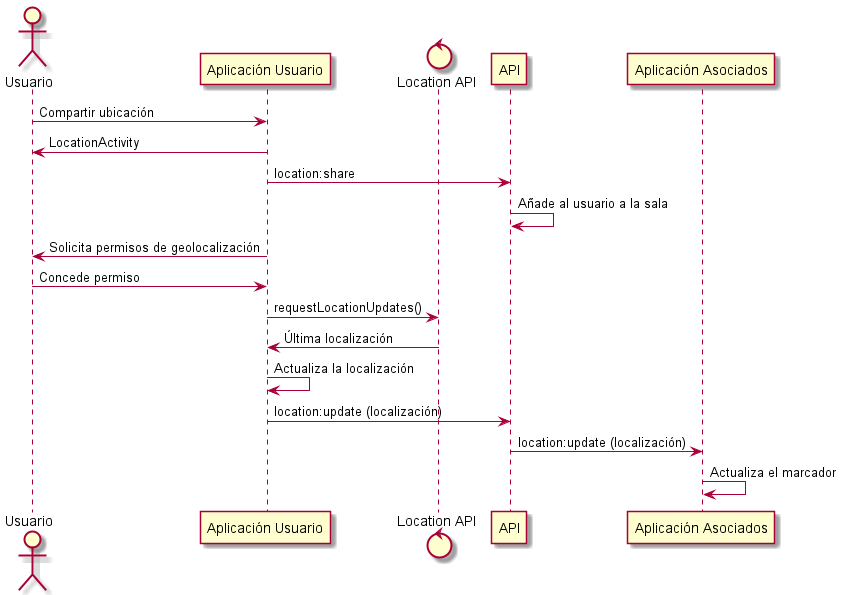 Usuario
Aplicación Usuario
Location API
API
Aplicación Asociados
Compartir ubicación
LocationActivity
location:share
Añade al usuario a la sala
Solicita permisos de geolocalización
Concede permiso
requestLocationUpdates()
Última localización
Actualiza la localización
location:update (localización)
location:update (localización)
Actualiza el marcador
Usuario
Aplicación Usuario
Location API
API
Aplicación Asociados